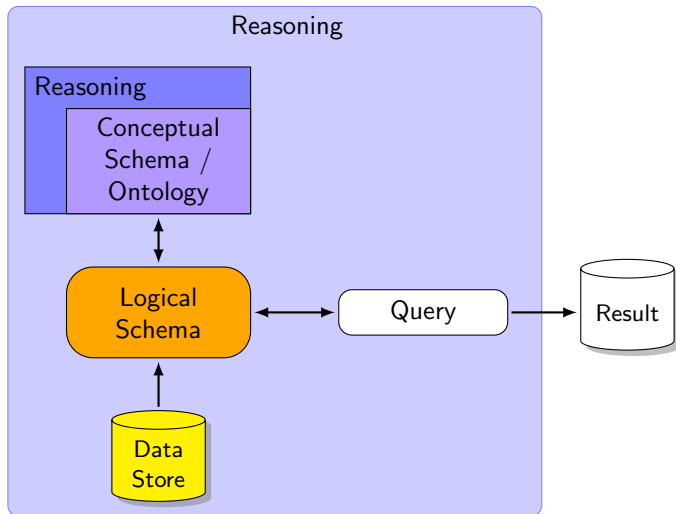 Reasoning
Reasoning
Conceptual
Schema /
Ontology
Logical
Schema
Query
Result
Data
Store